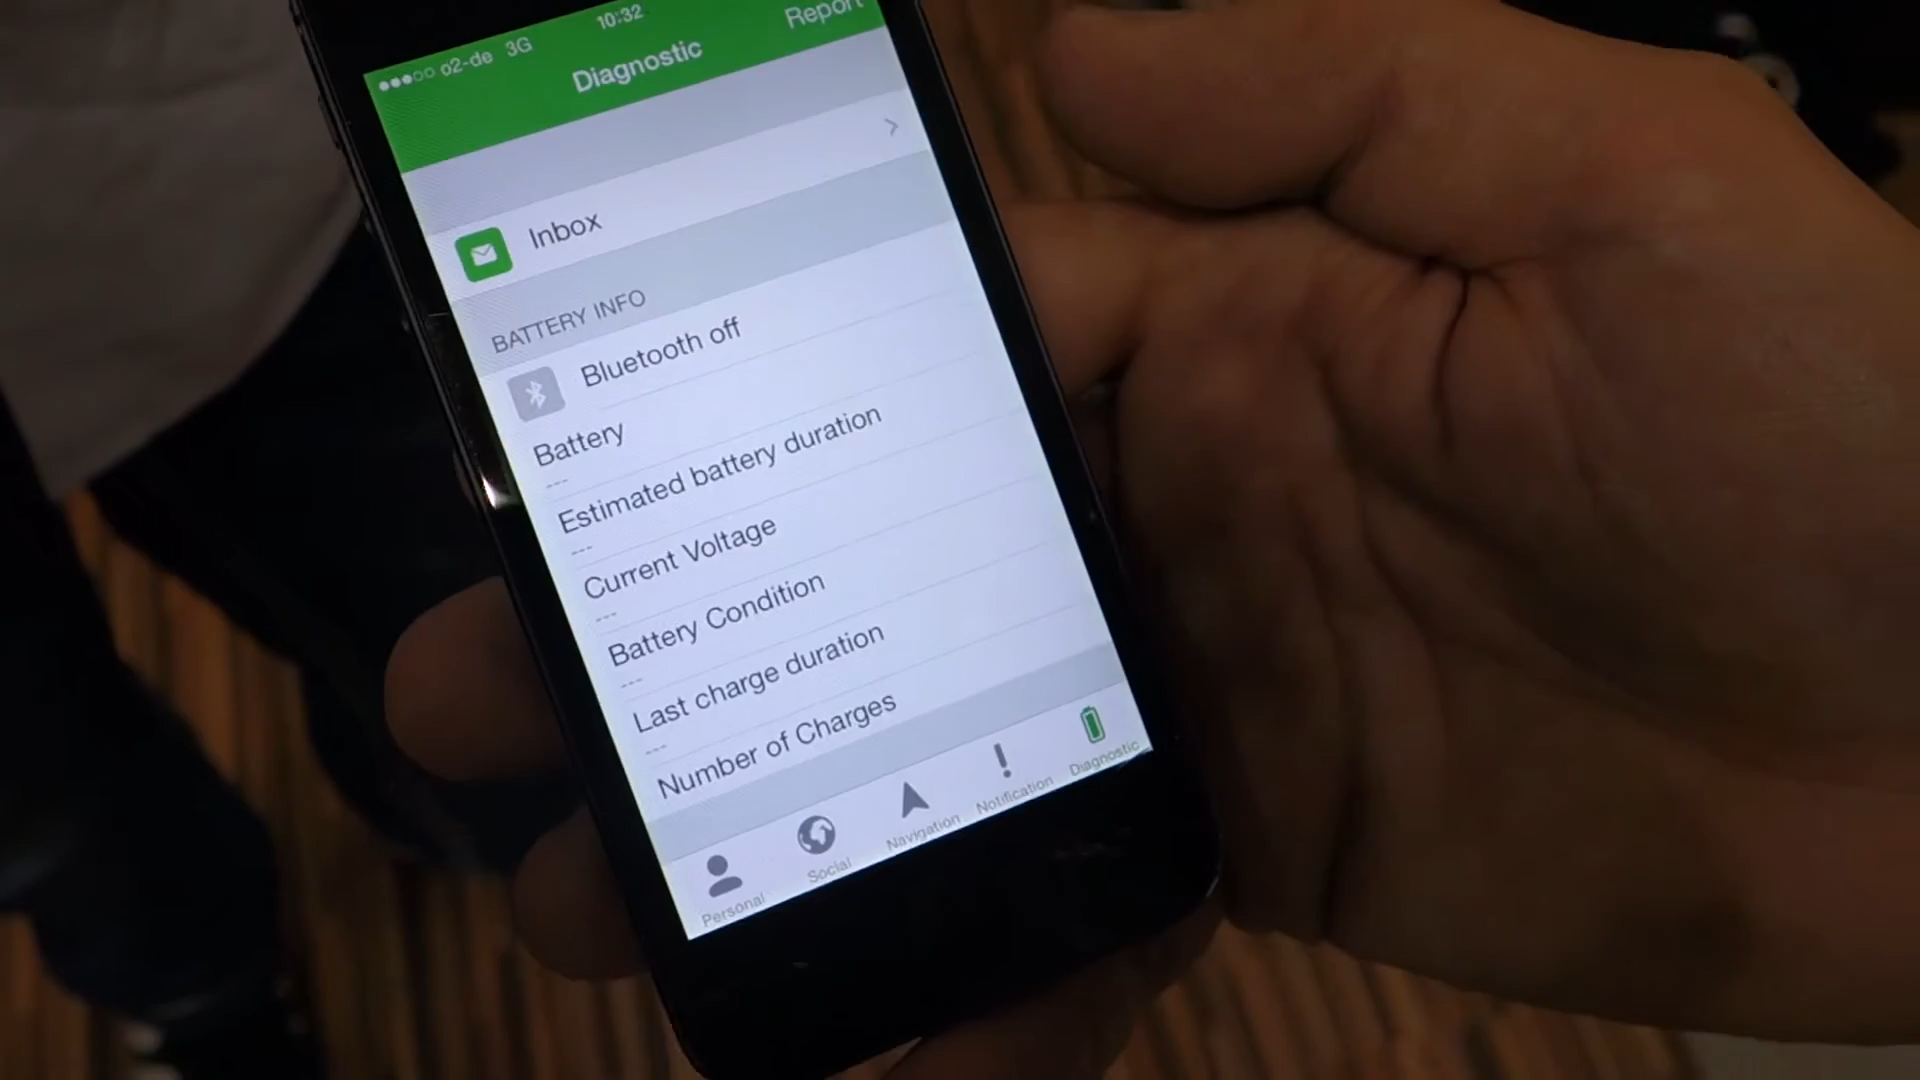 o2-de 3G 10:32
Diagnostic Report
Inbox
BATTERY INFO
Bluetooth off
Battery
---
Estimated battery duration
---
Current Voltage
---
Battery Condition
---
Last charge duration
---
Number of Charges
Personal Social Navigation Notification Diagnostic